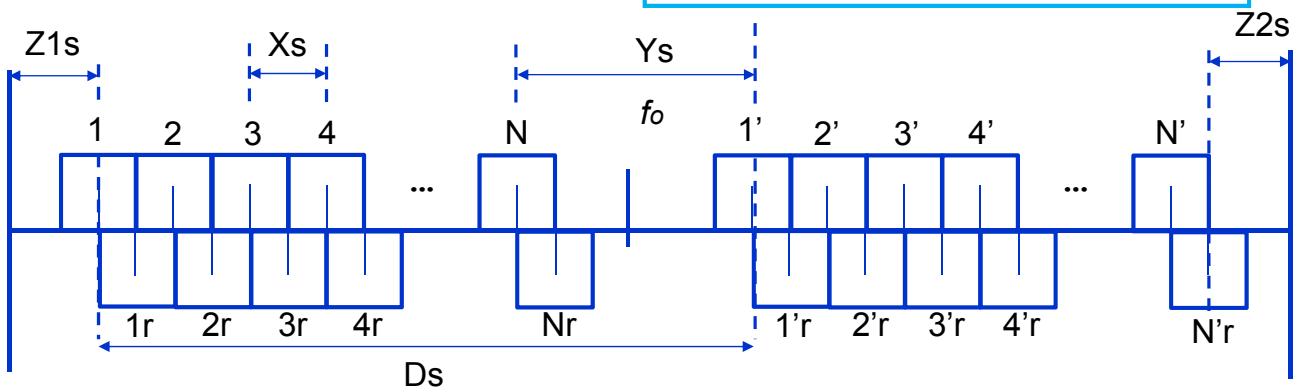 Z1s Xs Ys Z2s
fo
1 2 3 4 N 1’ 2’ 3’ 4’ N’
... ...
1r 2r 3r 4r Nr 1’r 2’r 3’r 4’r N’r
Ds